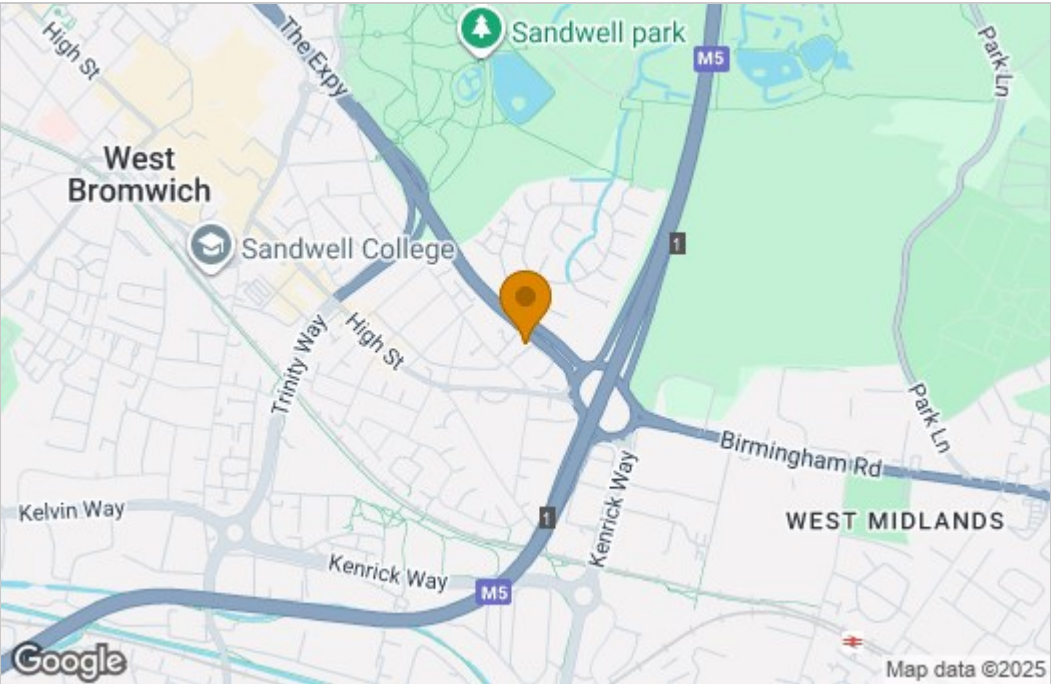 High St
The Expy
Sandwell park
M5
Park Ln
West
Bromwich
Sandwell College
1
High St
Trinity Way
Park Ln
Birmingham Rd
Kelvin Way
1
Kenrick Way
WEST MIDLANDS
Kenrick Way
M5
Google
Map data ©2025